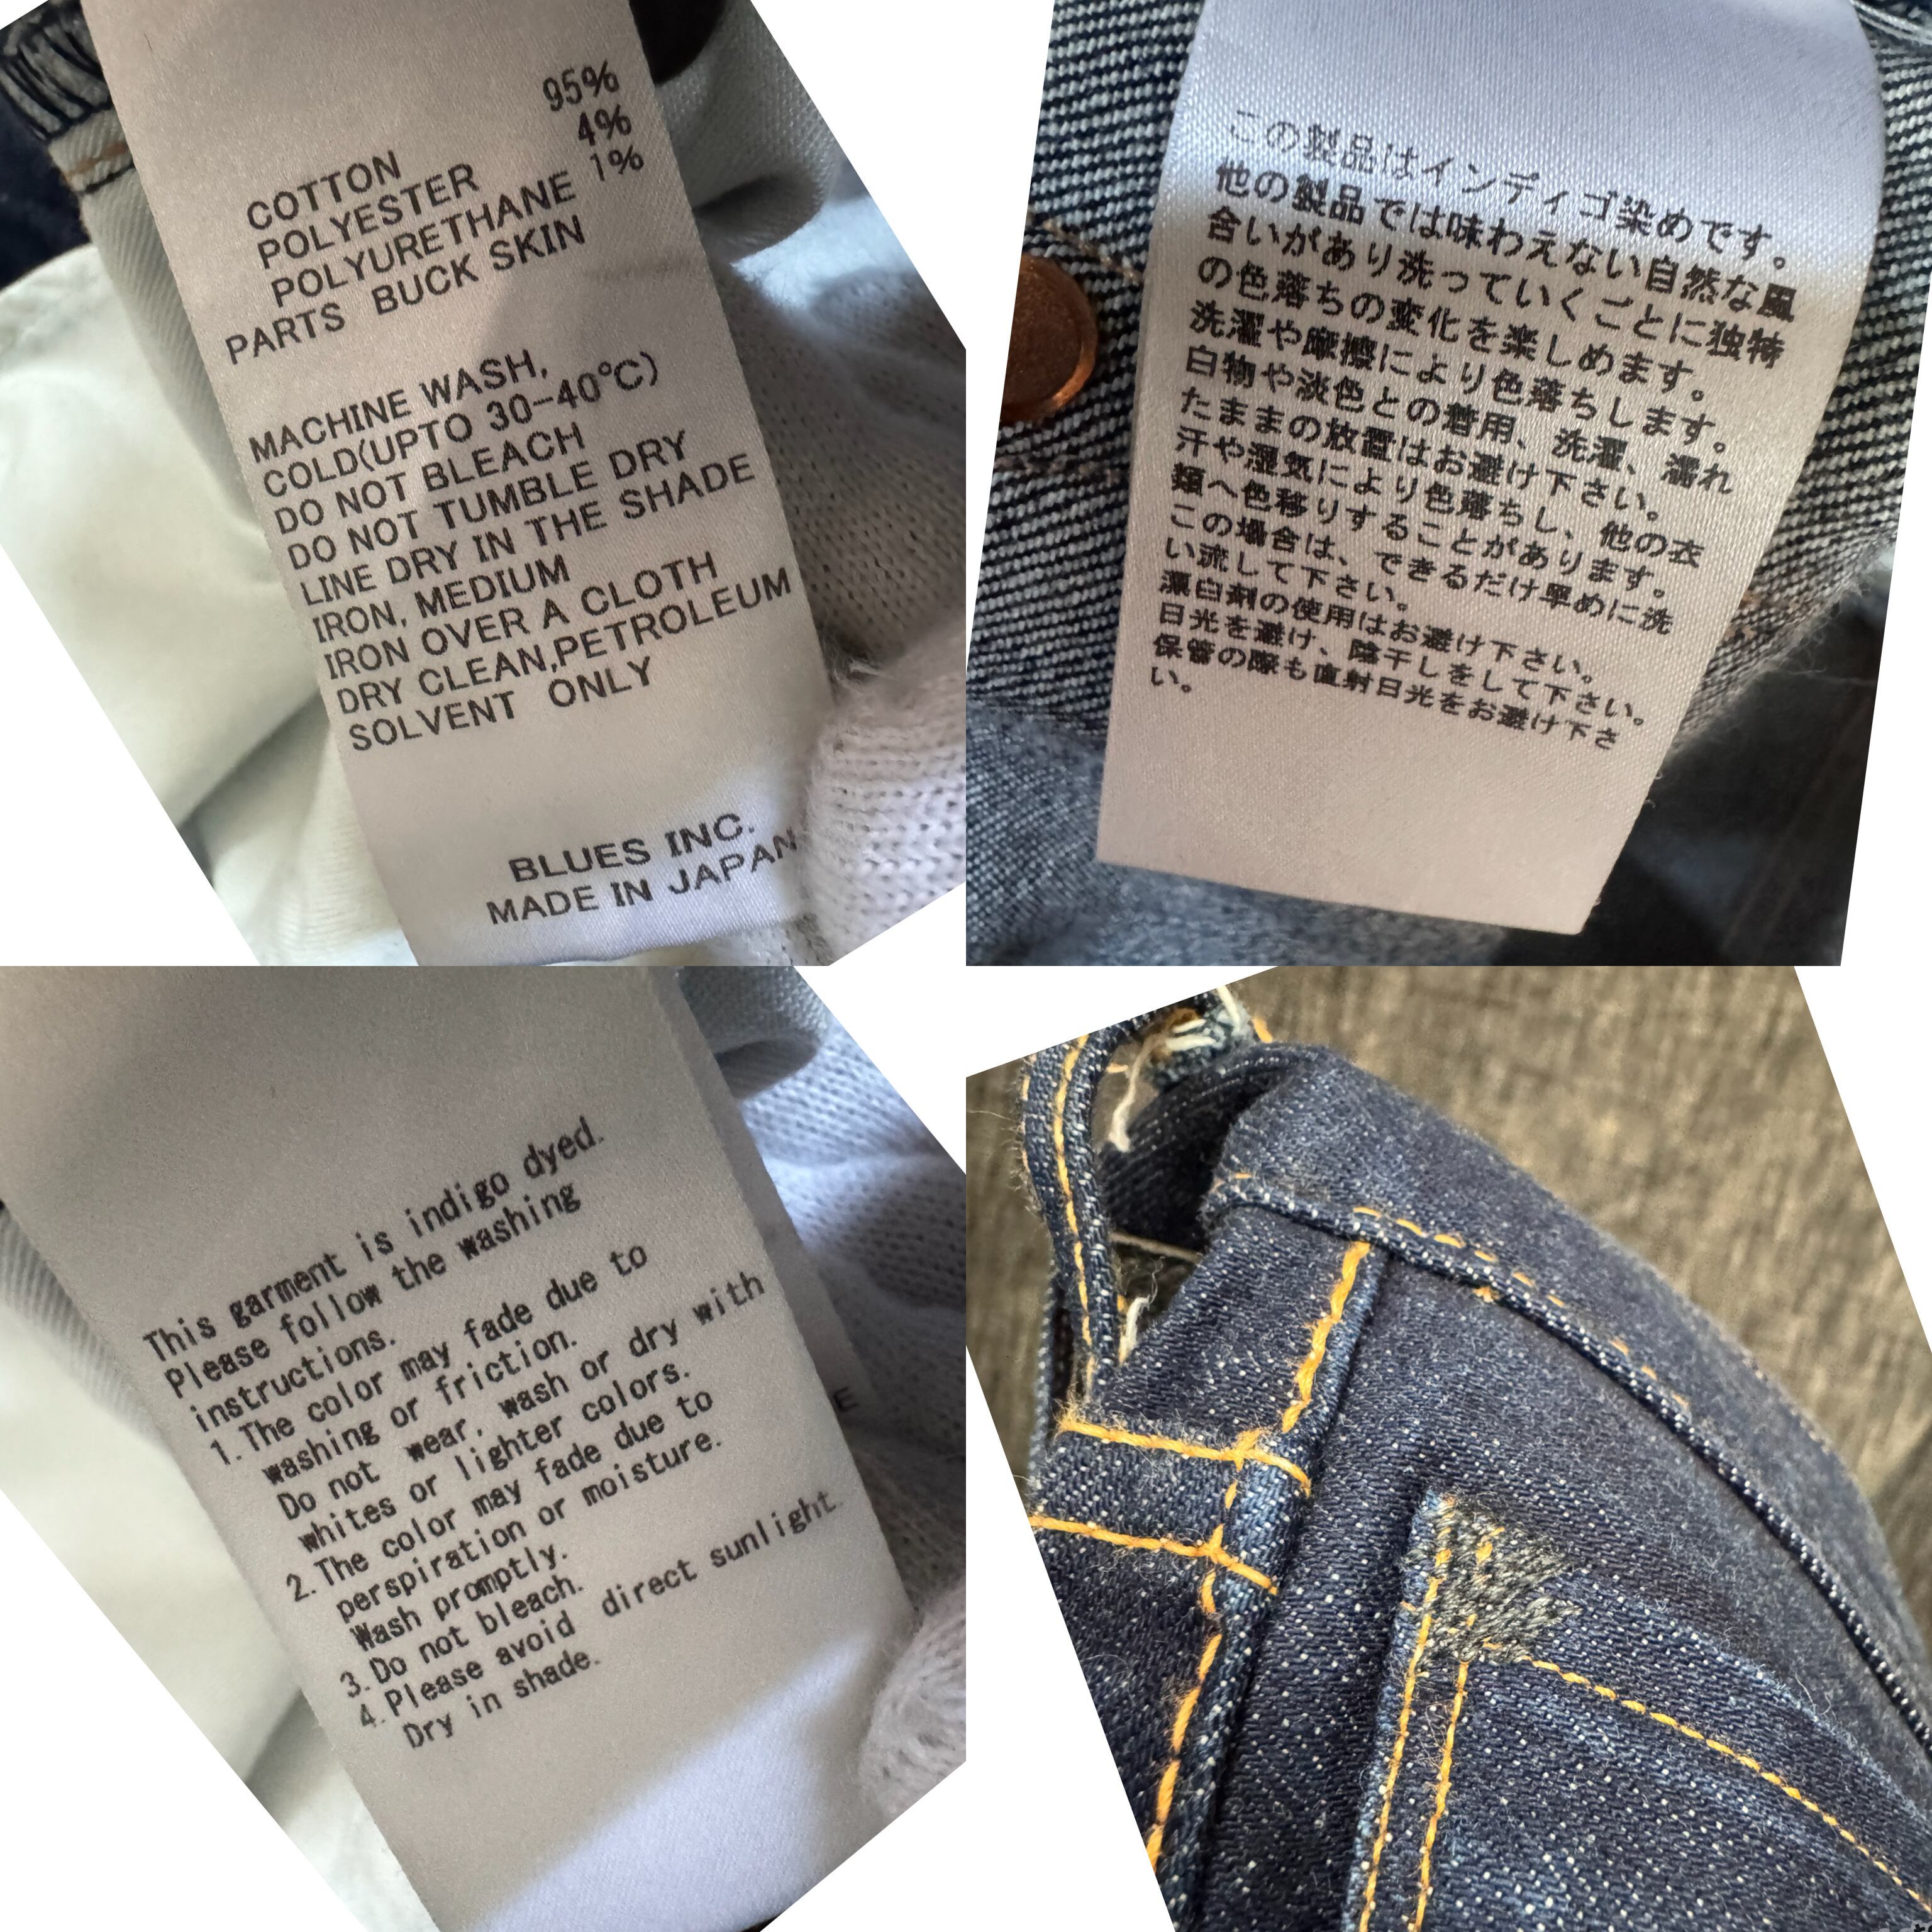 95%
4%
COTTON
POLYESTER
POLYURETHANE 1%
PARTS BUCK SKIN
MACHINE WASH,
COLD(UPTO 30-40°C)
DO NOT BLEACH
DO NOT TUMBLE DRY
LINE DRY IN THE SHADE
IRON, MEDIUM
IRON OVER A CLOTH
DRY CLEAN,PETROLEUM
SOLVENT ONLY
BLUES INC.
MADE IN JAPAN
この製品はインディゴ染めです。
他の製品では味わえない自然な風
合いがあり洗っていくごとに独特
の色落ちの変化を楽しめます。
洗濯や摩擦により色落ちします。
白物や淡色との着用、洗濯、濡れ
たままの放置はお避け下さい。
汗や湿気により色落ちし、他の衣
類へ色移りすることがあります。
この場合は、できるだけ早めに洗
い流して下さい。
漂白剤の使用はお避け下さい。
日光を避け、陰干しをして下さい。
保管の際も直射日光をお避け下さ
い。
This garment is indigo dyed.
Please follow the washing
instructions.
1. The color may fade due to
washing or friction.
Do not wear, wash or dry with
whites or lighter colors.
2. The color may fade due to
perspiration or moisture.
Wash promptly.
3. Do not bleach.
4. Please avoid direct sunlight.
Dry in shade.
E